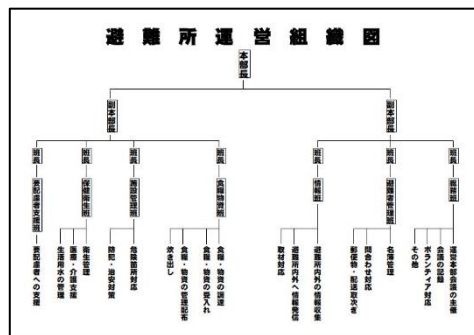 避難所運営組織図
本部長
副本部長
副本部長
班長
班長
班長
班長
班長
班長
班長
要配慮者支援班
保健衛生班
施設管理班
食糧物資班
情報班
避難者管理班
総務班
要配慮者への支援
衛生管理
医療・介護支援
生活用水の管理
危険箇所対応
防犯・治安対策
食糧・物資の調達
食糧・物資の受入れ
食糧・物資の管理配布
炊き出し
避難所内外の情報収集
避難所内外へ情報発信
取材対応
名簿管理
問合わせ対応
郵便物・配送取次ぎ
運営本部会議の主催
会議の記録
ボランティア対応
その他